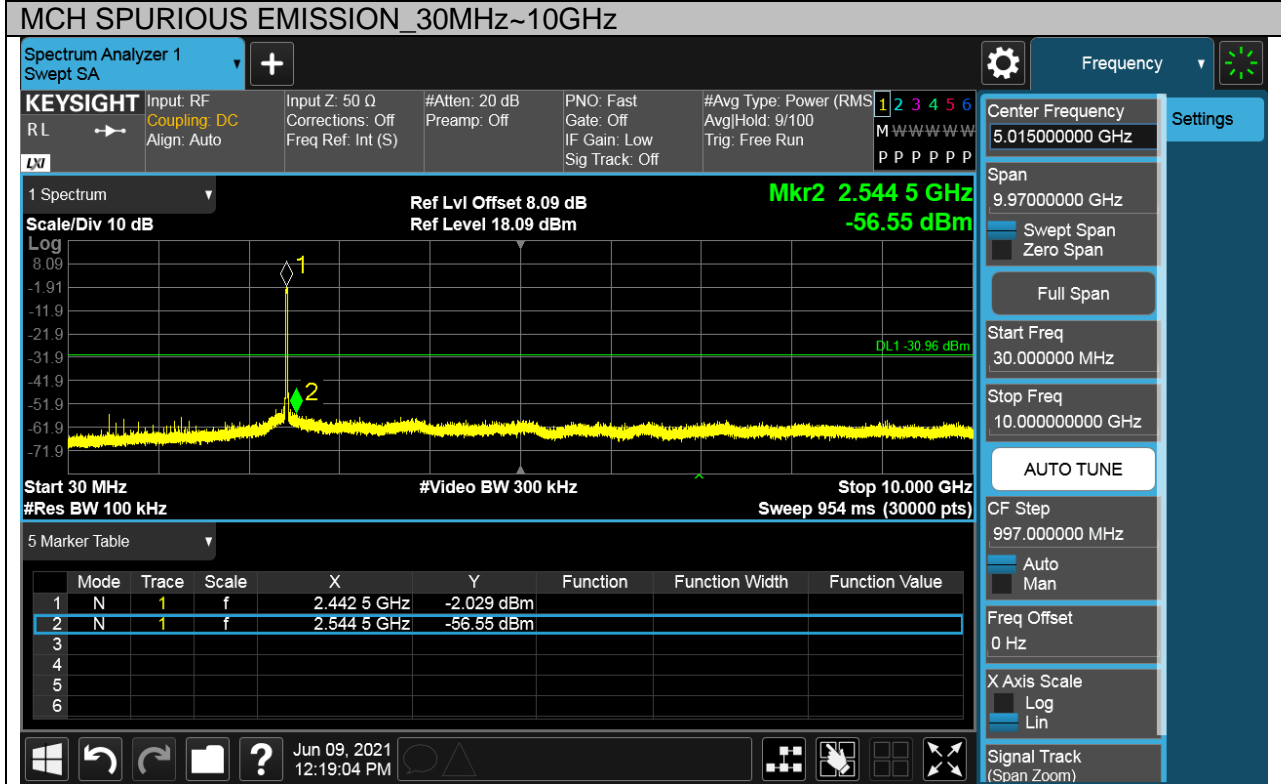 MCH SPURIOUS EMISSION_30MHz~10GHz
Spectrum Analyzer 1
Swept SA
+
Frequency
KEYSIGHT
RL
LXI
Input: RF
Coupling: DC
Align: Auto
Input Z: 50 Ω
Corrections: Off
Freq Ref: Int (S)
#Atten: 20 dB
Preamp: Off
PNO: Fast
Gate: Off
IF Gain: Low
Sig Track: Off
#Avg Type: Power (RMS
Avg|Hold: 9/100
Trig: Free Run
1 2 3 4 5 6
M W W W W W
P P P P P P
1 Spectrum
Scale/Div 10 dB
Ref Lvl Offset 8.09 dB
Ref Level 18.09 dBm
Mkr2 2.544 5 GHz
-56.55 dBm
Log
8.09
-1.91
-11.9
-21.9
-31.9
-41.9
-51.9
-61.9
-71.9
1
2
DL1 -30.96 dBm
Start 30 MHz
#Video BW 300 kHz
Stop 10.000 GHz
#Res BW 100 kHz
Sweep 954 ms (30000 pts)
5 Marker Table
Mode Trace Scale X Y Function Function Width Function Value
1 N 1 f 2.442 5 GHz -2.029 dBm
2 N 1 f 2.544 5 GHz -56.55 dBm
3
4
5
6
?
Jun 09, 2021
12:19:04 PM
Settings
Center Frequency
5.015000000 GHz
Span
9.97000000 GHz
Swept Span
Zero Span
Full Span
Start Freq
30.000000 MHz
Stop Freq
10.000000000 GHz
AUTO TUNE
CF Step
997.000000 MHz
Auto
Man
Freq Offset
0 Hz
X Axis Scale
Log
Lin
Signal Track
(Span Zoom)